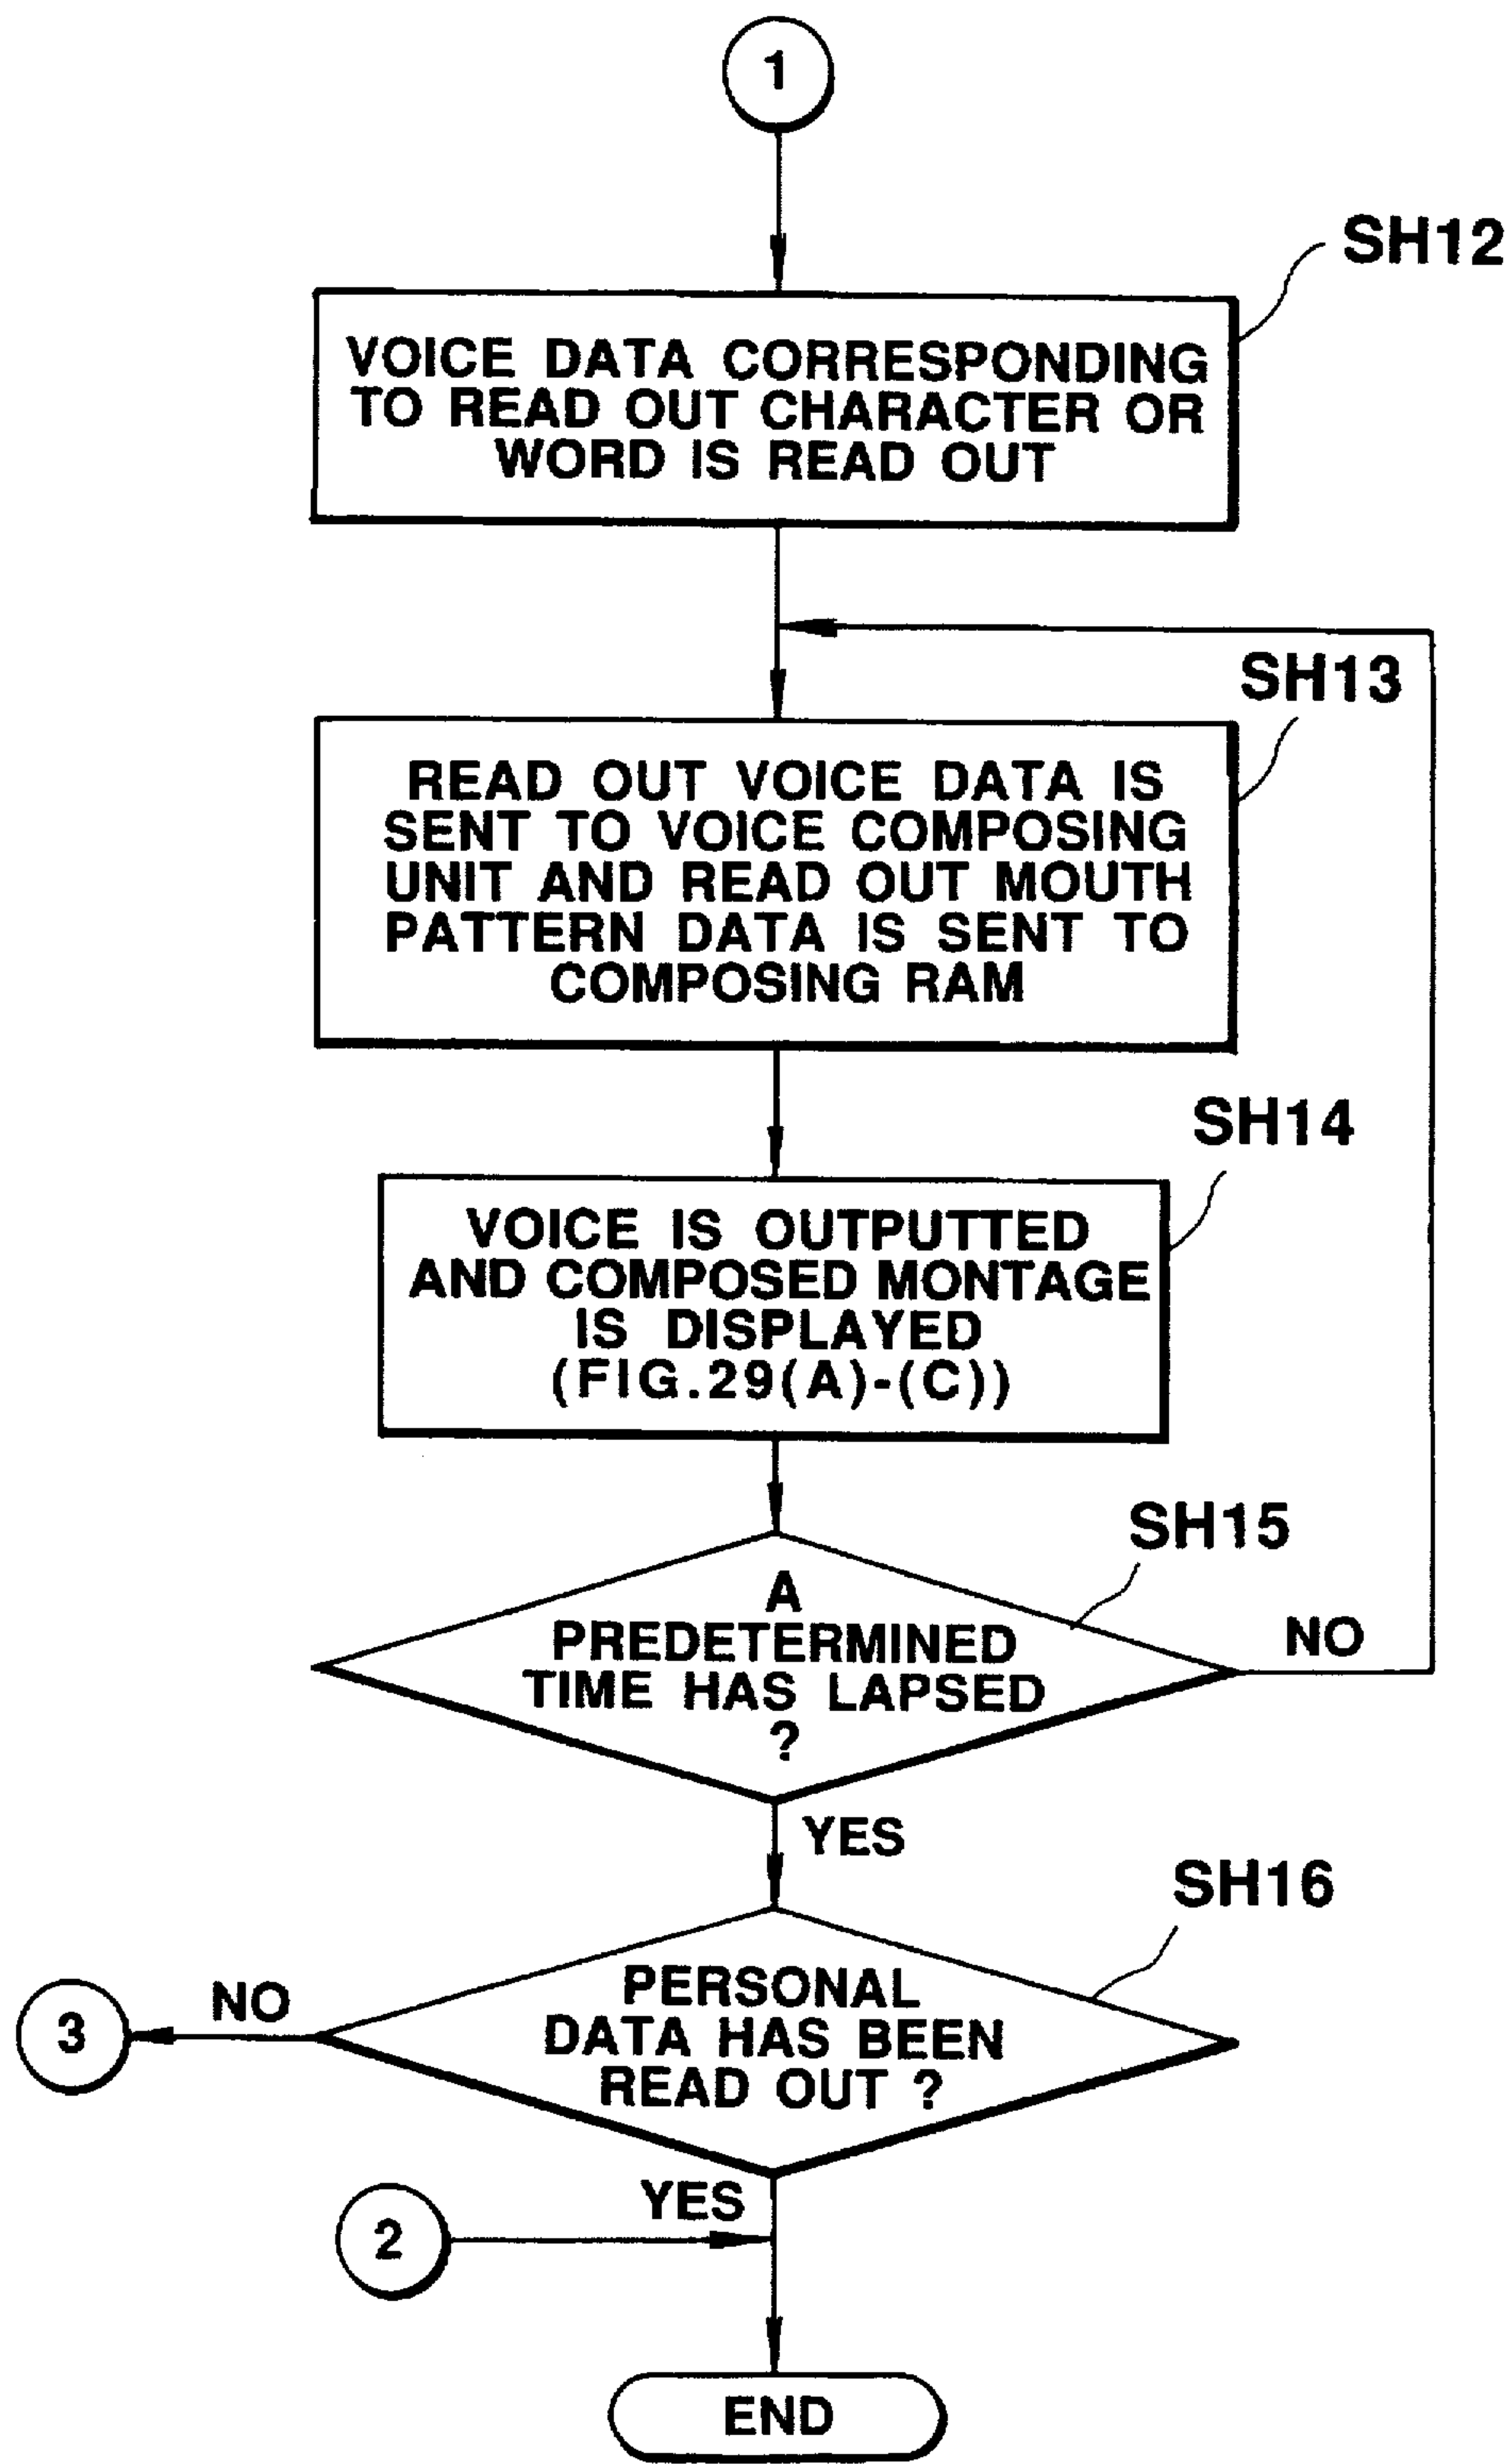 1
SH12
VOICE DATA CORRESPONDING
TO READ OUT CHARACTER OR
WORD IS READ OUT
SH13
READ OUT VOICE DATA IS
SENT TO VOICE COMPOSING
UNIT AND READ OUT MOUTH
PATTERN DATA IS SENT TO
COMPOSING RAM
SH14
VOICE IS OUTPUTTED
AND COMPOSED MONTAGE
IS DISPLAYED
(FIG.29(A)-(C))
SH15
A
PREDETERMINED
TIME HAS LAPSED
?
NO
YES
SH16
PERSONAL
DATA HAS BEEN
READ OUT ?
NO
3
YES
2
END